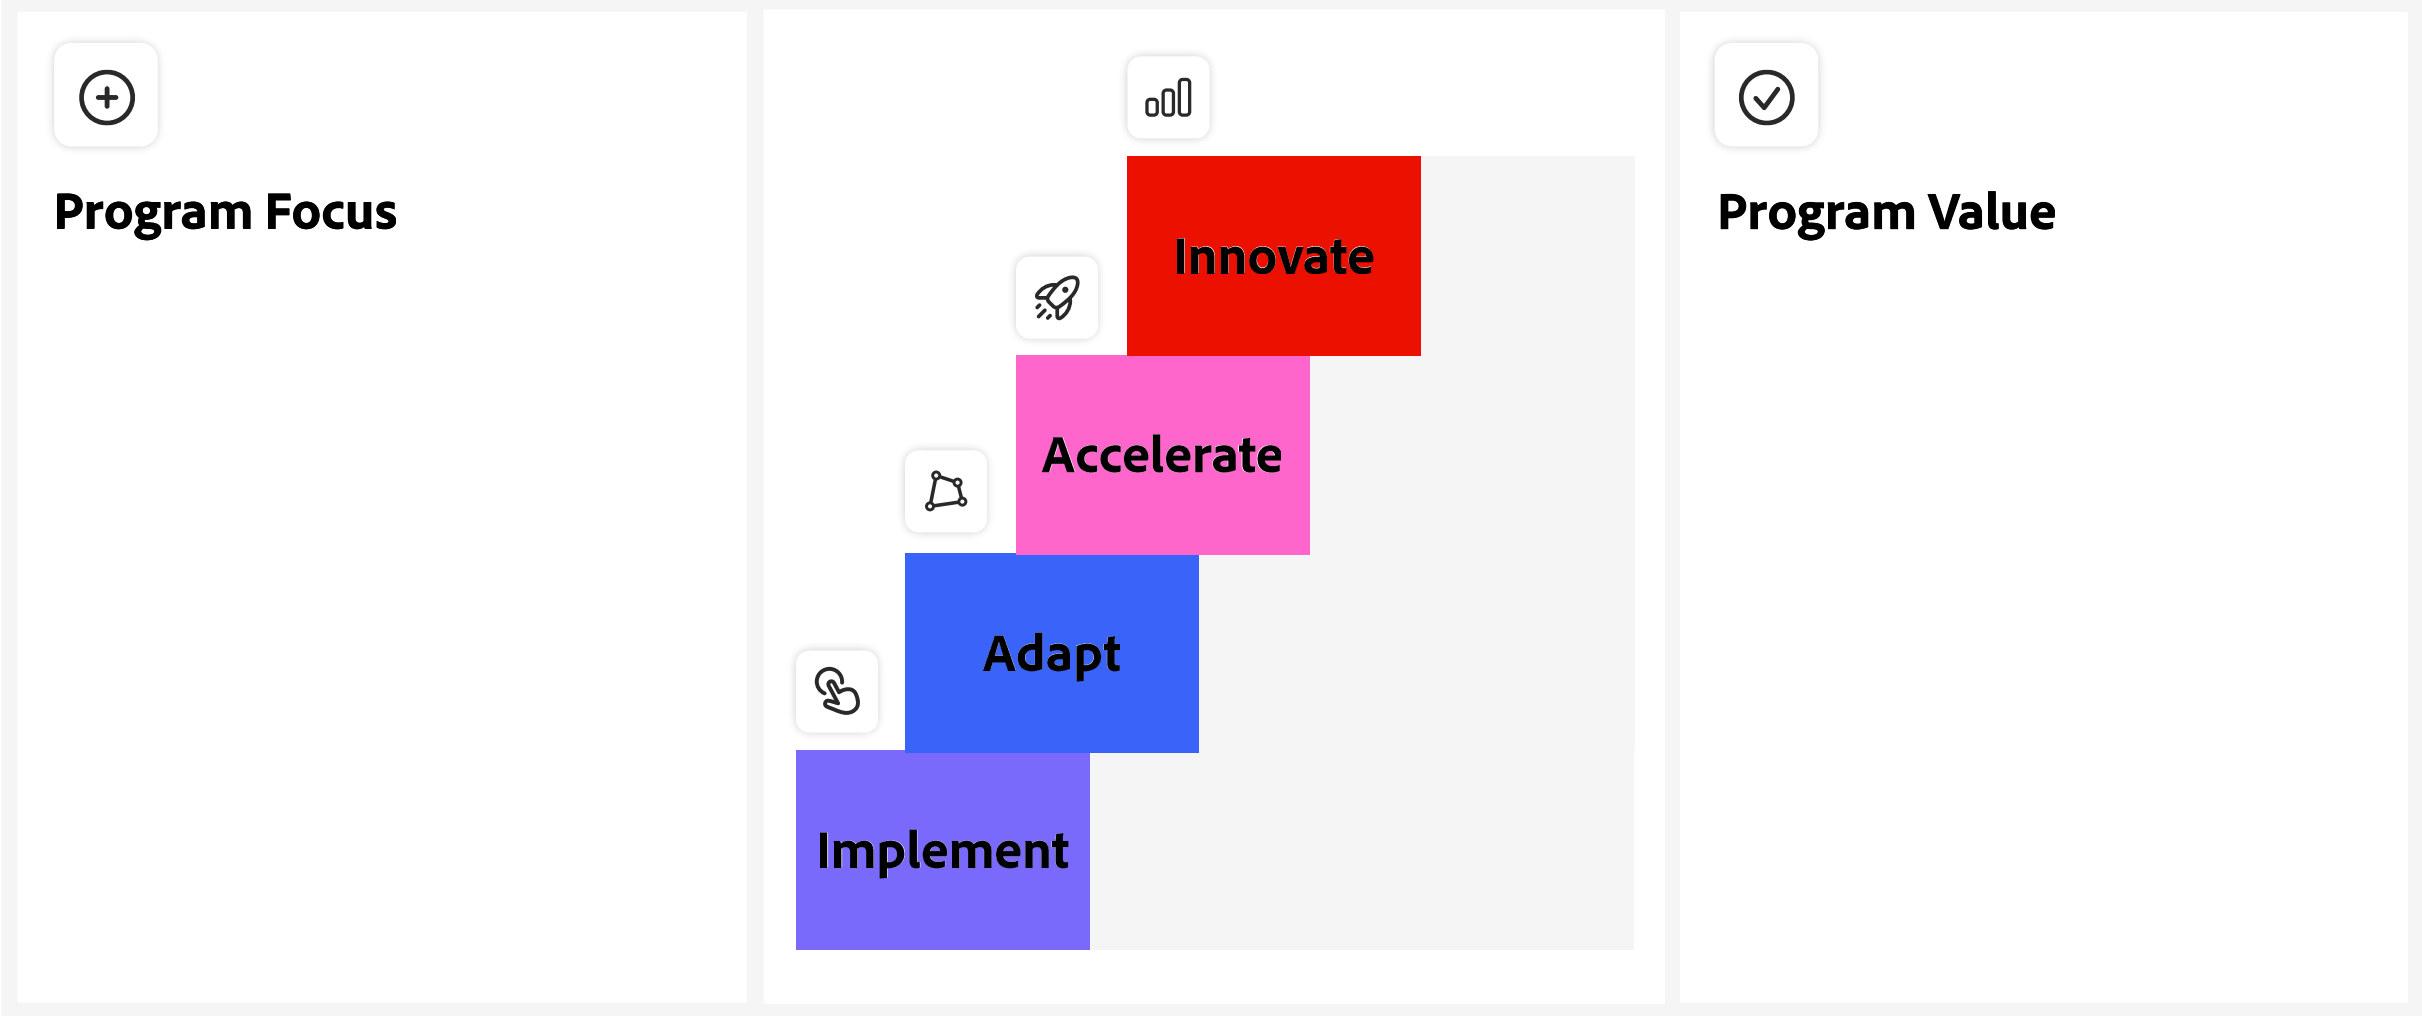 Program Focus
Innovate
Accelerate
Adapt
Implement
Program Value